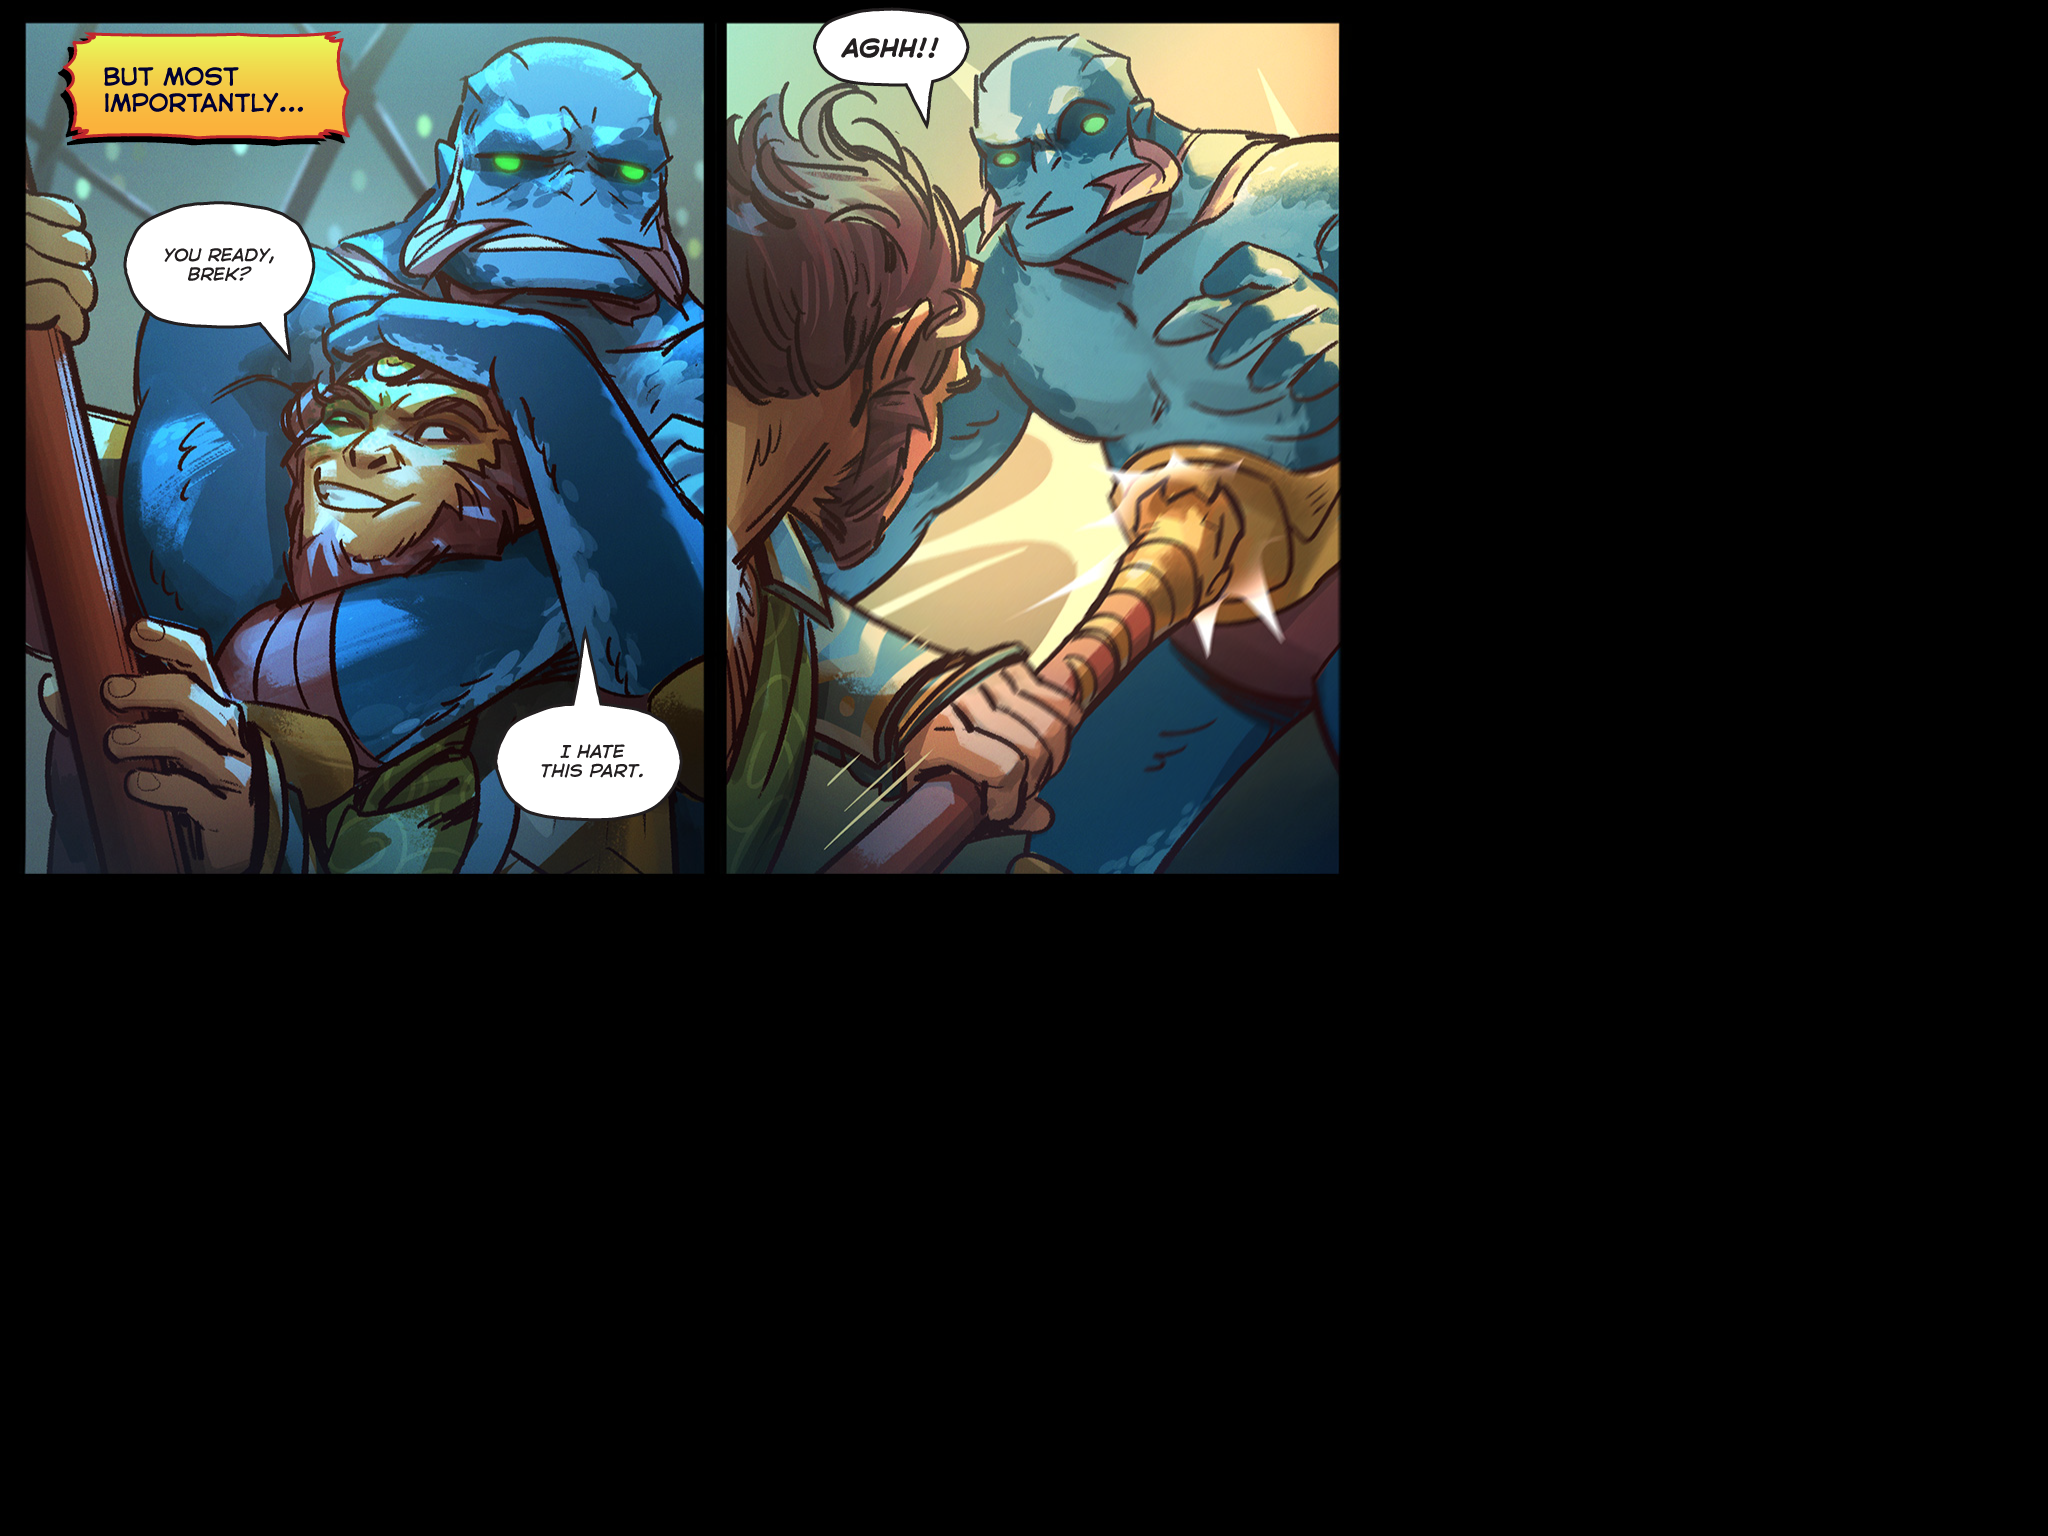 BUT MOST
IMPORTANTLY...
YOU READY,
BREK?
I HATE
THIS PART.
AGHH!!